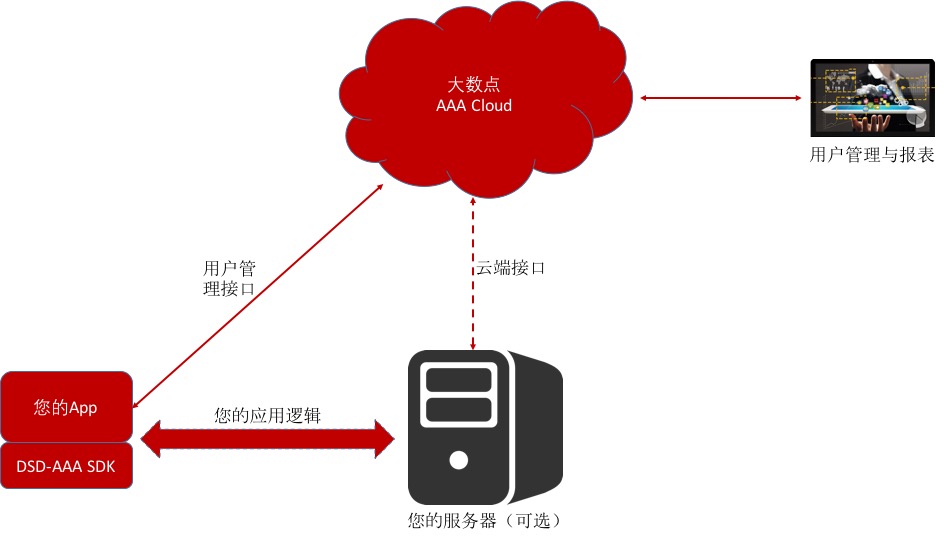 大数点
AAA Cloud
用户管理与报表
用户管
理接口
云端接口
您的App
您的应用逻辑
DSD-AAA SDK
您的服务器（可选）